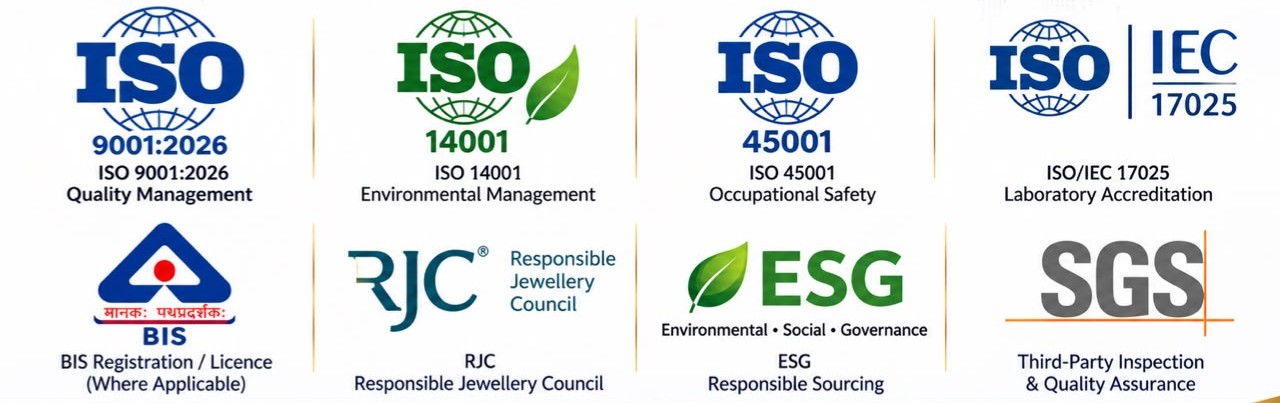 ISO
9001:2026
ISO 9001:2026
Quality Management
ISO
14001
ISO 14001
Environmental Management
ISO
45001
ISO 45001
Occupational Safety
ISO
IEC
17025
ISO/IEC 17025
Laboratory Accreditation
मानकः पथप्रदर्शकः
BIS
BIS Registration / Licence
(Where Applicable)
RJC®
Responsible
Jewellery
Council
RJC
Responsible Jewellery Council
ESG
Environmental • Social • Governance
ESG
Responsible Sourcing
SGS
Third-Party Inspection
& Quality Assurance